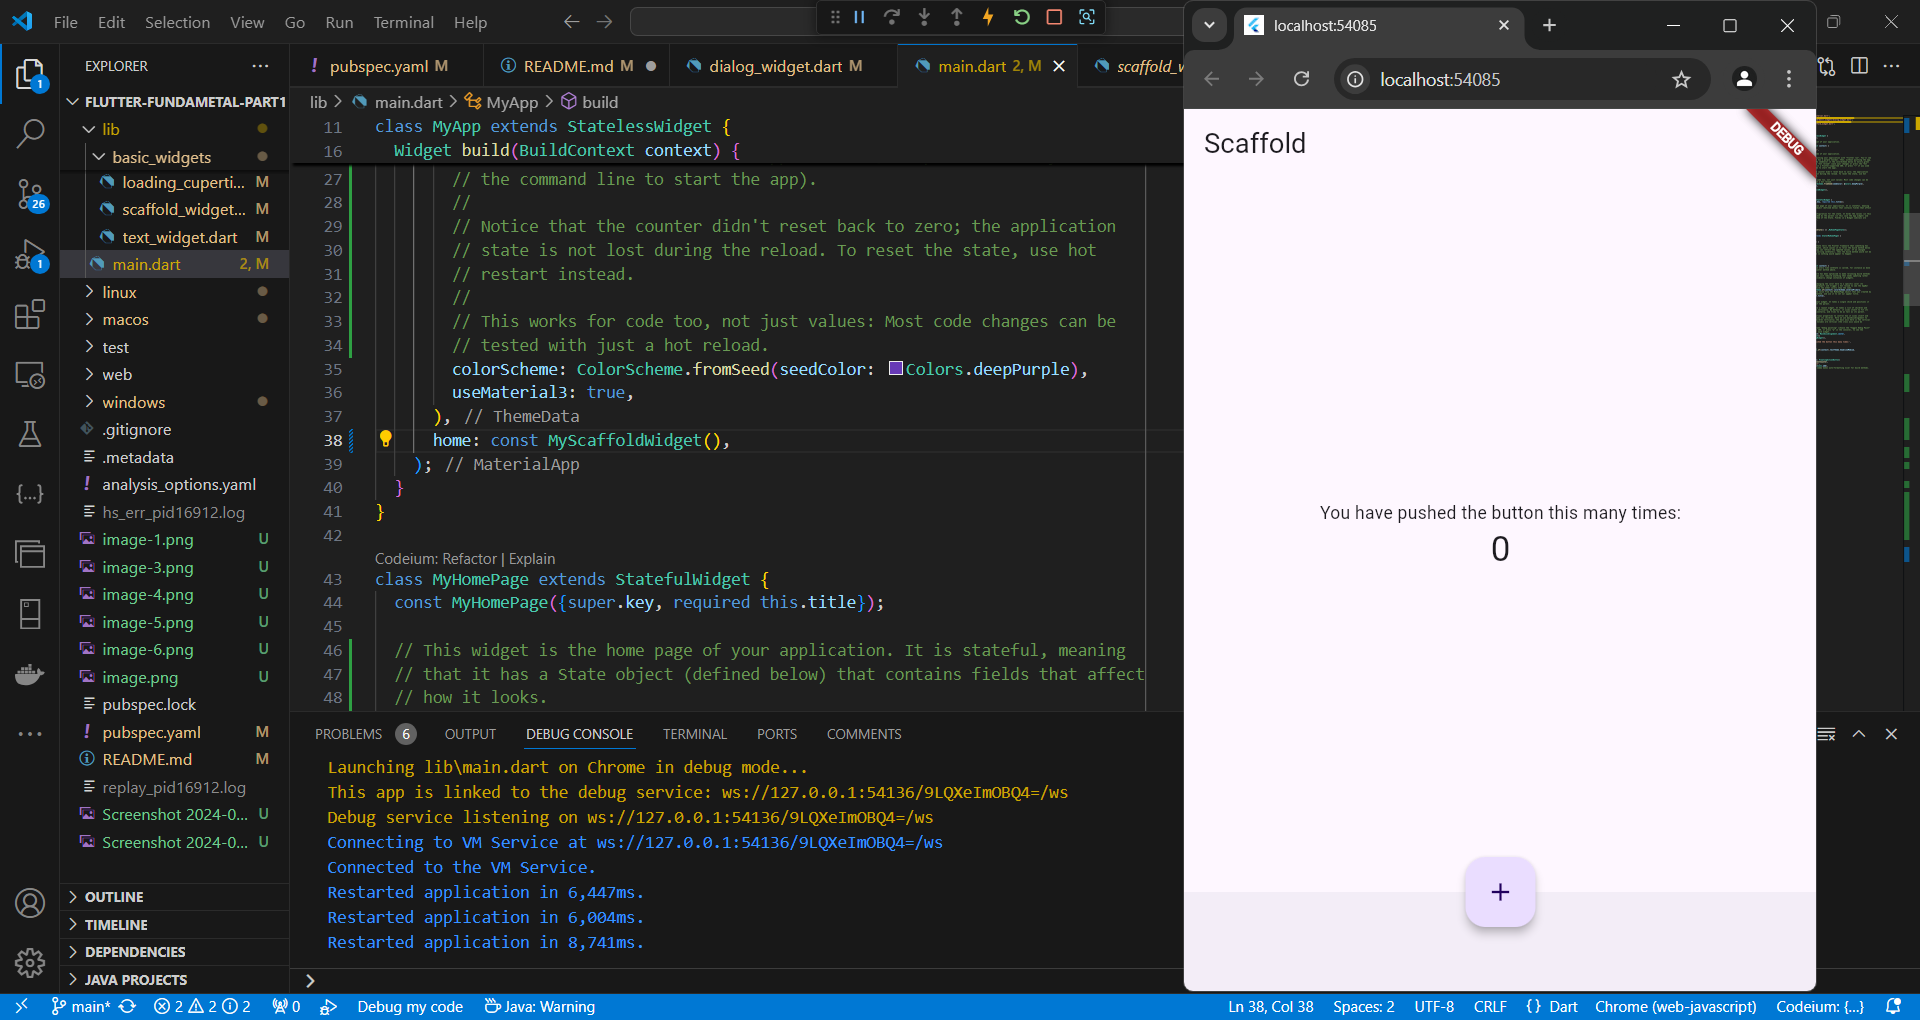 File Edit Selection View Go Run Terminal Help
EXPLORER
FLUTTER-FUNDAMETAL-PART1
lib
basic_widgets
loading_cuperti... M
scaffold_widget... M
text_widget.dart M
main.dart 2, M
linux
macos
test
web
windows
.gitignore
.metadata
analysis_options.yaml
hs_err_pid16912.log
image-1.png U
image-3.png U
image-4.png U
image-5.png U
image-6.png U
image.png U
pubspec.lock
pubspec.yaml M
README.md M
replay_pid16912.log
Screenshot 2024-0... U
Screenshot 2024-0... U
OUTLINE
TIMELINE
DEPENDENCIES
JAVA PROJECTS
1
26
1
pubspec.yaml M
README.md M
dialog_widget.dart M
main.dart 2, M
scaffold_w
lib > main.dart > MyApp > build
11 class MyApp extends StatelessWidget {
16 Widget build(BuildContext context) {
27 // the command line to start the app).
28 //
29 // Notice that the counter didn't reset back to zero; the application
30 // state is not lost during the reload. To reset the state, use hot
31 // restart instead.
32 //
33 // This works for code too, not just values: Most code changes can be
34 // tested with just a hot reload.
35 colorScheme: ColorScheme.fromSeed(seedColor: Colors.deepPurple),
36 useMaterial3: true,
37 ), // ThemeData
38 home: const MyScaffoldWidget(),
39 ); // MaterialApp
40 }
41 }
42
Codeium: Refactor | Explain
43 class MyHomePage extends StatefulWidget {
44 const MyHomePage({super.key, required this.title});
45
46 // This widget is the home page of your application. It is stateful, meaning
47 // that it has a State object (defined below) that contains fields that affect
48 // how it looks.
PROBLEMS 6 OUTPUT DEBUG CONSOLE TERMINAL PORTS COMMENTS
Launching lib\main.dart on Chrome in debug mode...
This app is linked to the debug service: ws://127.0.0.1:54136/9LQXeImOBQ4=/ws
Debug service listening on ws://127.0.0.1:54136/9LQXeImOBQ4=/ws
Connecting to VM Service at ws://127.0.0.1:54136/9LQXeImOBQ4=/ws
Connected to the VM Service.
Restarted application in 6,447ms.
Restarted application in 6,004ms.
Restarted application in 8,741ms.
localhost:54085
localhost:54085
Scaffold
DEBUG
You have pushed the button this many times:
0
+
main* 2 2 2 0 Debug my code Java: Warning Ln 38, Col 38 Spaces: 2 UTF-8 CRLF {} Dart Chrome (web-javascript) Codeium: {...}